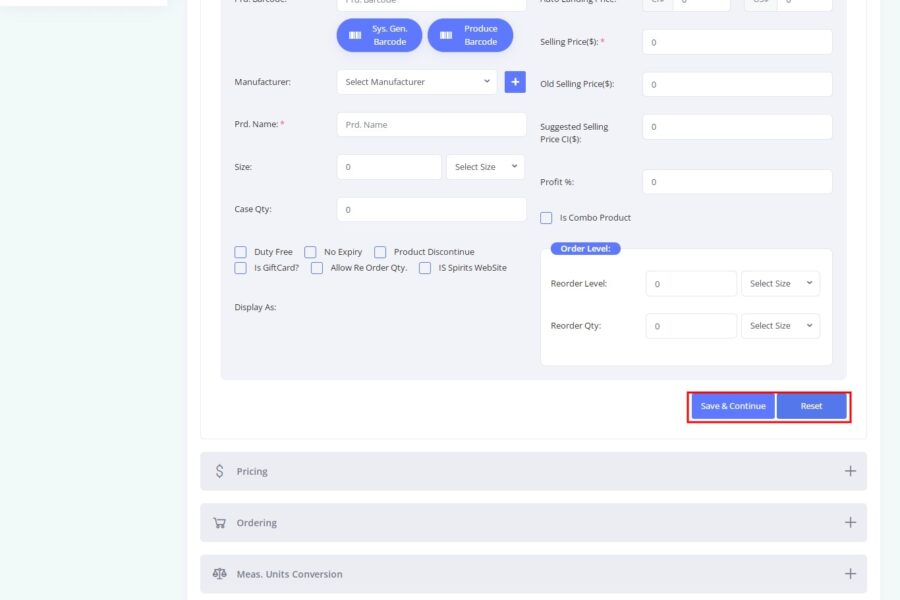 Prd. Barcode:
Prd. Barcode
Sys. Gen.
Barcode
Produce
Barcode
Manufacturer:
Select Manufacturer
+
Prd. Name: *
Prd. Name
Size:
0
Select Size
Case Qty:
0
Duty Free
No Expiry
Product Discontinue
Is GiftCard?
Allow Re Order Qty.
IS Spirits WebSite
Display As:
Auto Landing Price:
0
0
Selling Price($): *
0
Old Selling Price($):
0
Suggested Selling
Price CI($):
0
Profit %:
0
Is Combo Product
Order Level:
Reorder Level:
0
Select Size
Reorder Qty:
0
Select Size
Save & Continue
Reset
Pricing
Ordering
Meas. Units Conversion